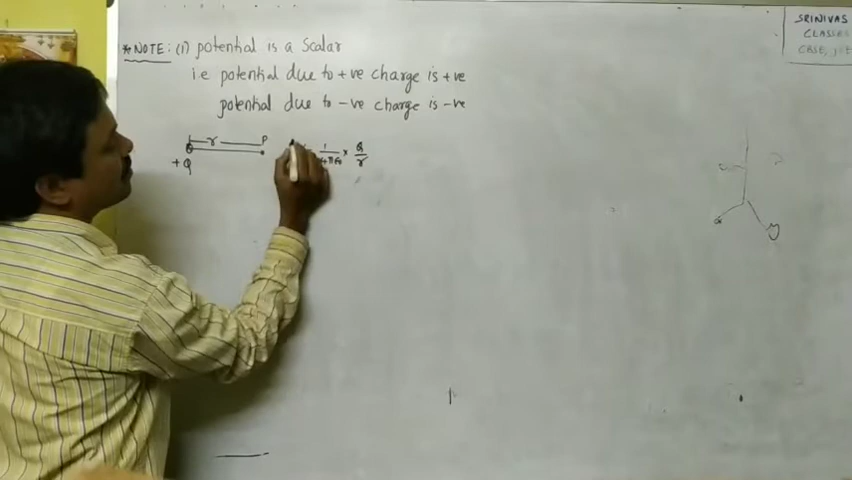 SRINIVAS
CLASSES
CBSE,
*NOTE: (1) potential is a Scalar
i.e potential due to +ve charge is +ve
potential due to -ve charge is -ve
r P
+Q
1/4πε₀ × Q/r